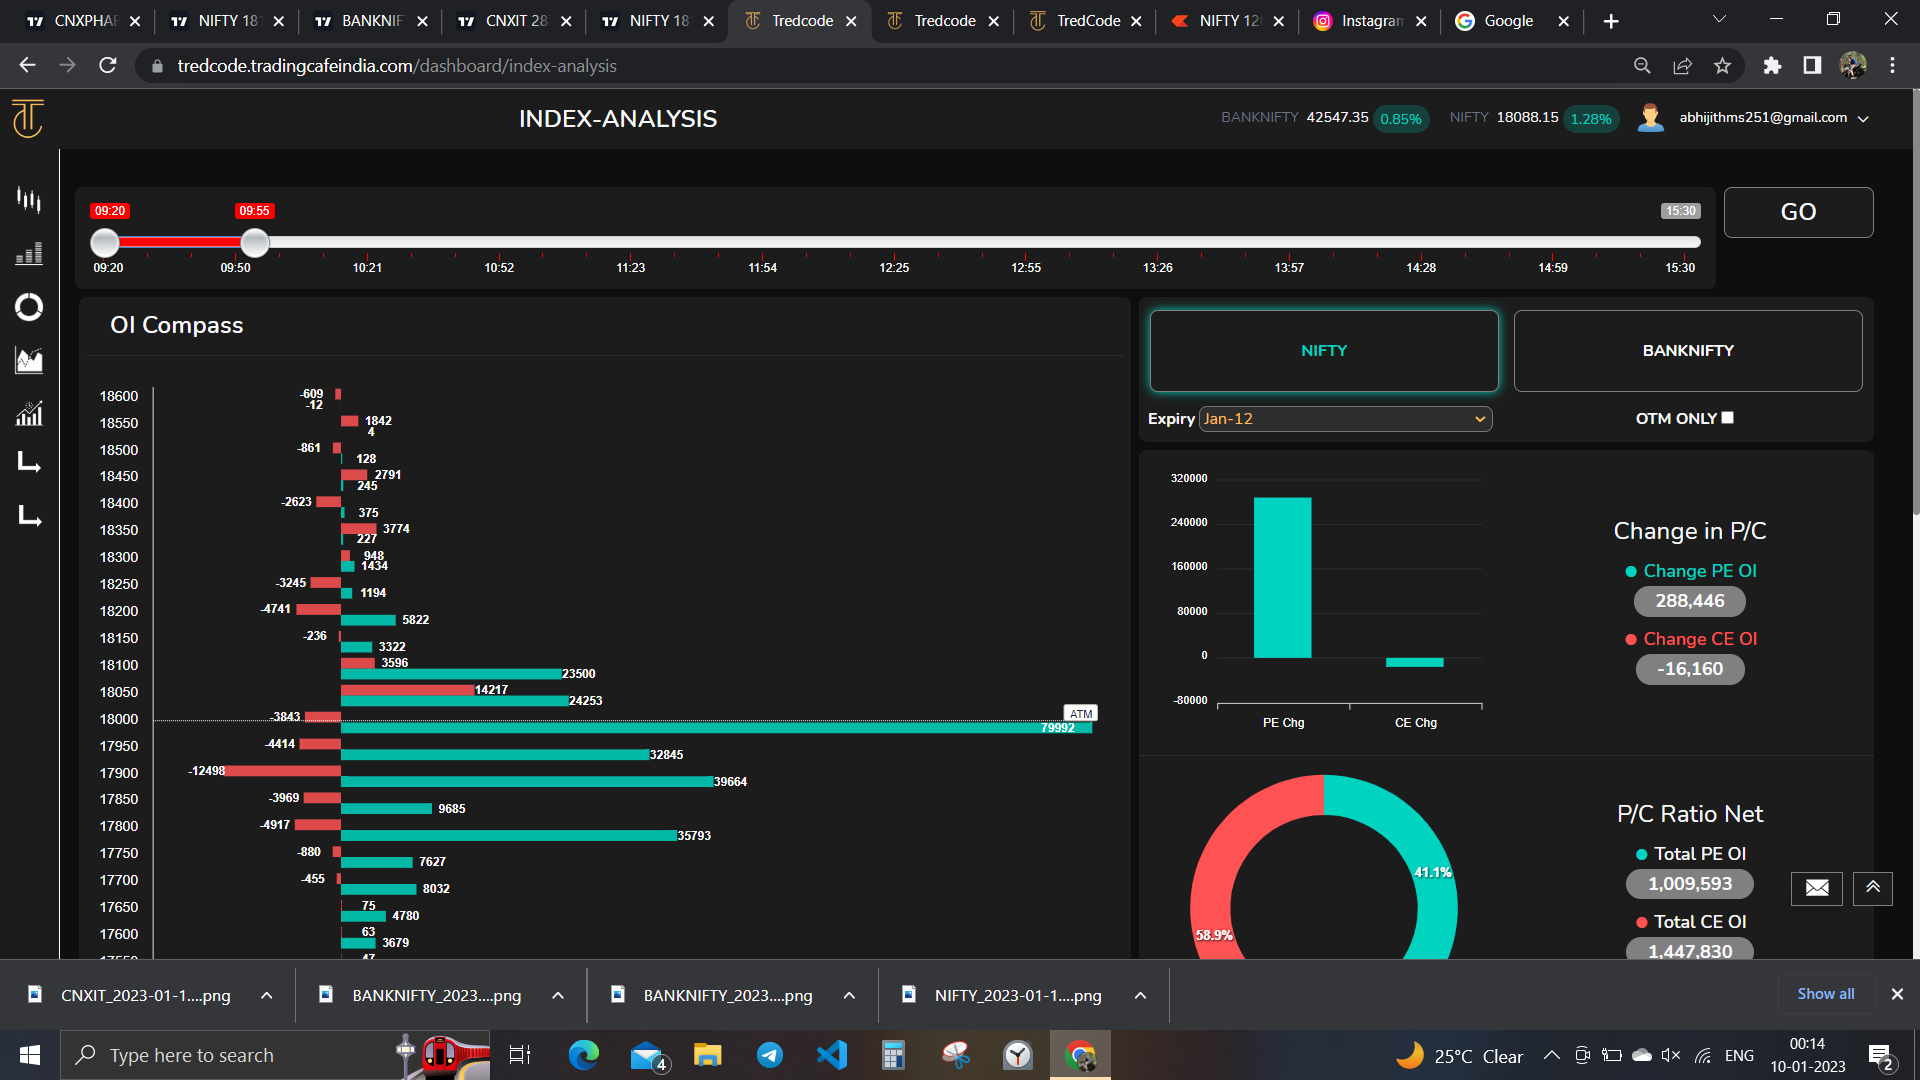 CNXPHAR
NIFTY 181
BANKNIF
CNXIT 28
NIFTY 18
Tredcode
Tredcode
TredCode
NIFTY 12t
Instagram
Google
tredcode.tradingcafeindia.com/dashboard/index-analysis
INDEX-ANALYSIS
BANKNIFTY 42547.35 0.85%
NIFTY 18088.15 1.28%
abhijithms251@gmail.com
09:20
09:55
15:30
GO
09:20
09:50
10:21
10:52
11:23
11:54
12:25
12:55
13:26
13:57
14:28
14:59
15:30
OI Compass
18600 -609
-12
18550 1842
4
18500 -861
128
18450 2791
245
18400 -2623
375
18350 3774
227
18300 948
1434
18250 -3245
1194
18200 -4741
5822
18150 -236
3322
18100 3596
23500
18050 14217
24253
18000 -3843 ATM
79992
17950 -4414
32845
17900 -12498
39664
17850 -3969
9685
17800 -4917
35793
17750 -880
7627
17700 -455
8032
17650 75
4780
17600 63
3679
17550 47
NIFTY
BANKNIFTY
Expiry Jan-12
OTM ONLY
320000
240000
160000
80000
0
-80000
PE Chg
CE Chg
Change in P/C
Change PE OI
288,446
Change CE OI
-16,160
41.1%
58.9%
P/C Ratio Net
Total PE OI
1,009,593
Total CE OI
1,447,830
CNXIT_2023-01-1....png
BANKNIFTY_2023....png
BANKNIFTY_2023....png
NIFTY_2023-01-1....png
Show all
Type here to search
4
25°C Clear
ENG
00:14
10-01-2023
2